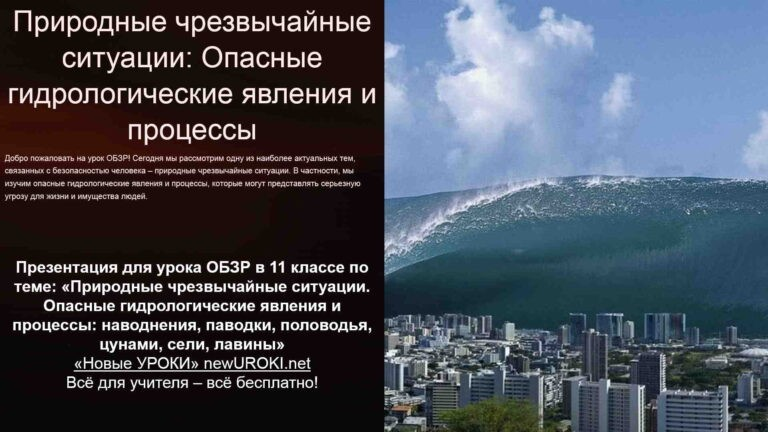 Природные чрезвычайные
ситуации: Опасные
гидрологические явления и
процессы
Добро пожаловать на урок ОБЗР! Сегодня мы рассмотрим одну из наиболее актуальных тем,
связанных с безопасностью человека – природные чрезвычайные ситуации. В частности, мы
изучим опасные гидрологические явления и процессы, которые могут представлять серьезную
угрозу для жизни и имущества людей.
Презентация для урока ОБЗР в 11 классе по
теме: «Природные чрезвычайные ситуации.
Опасные гидрологические явления и
процессы: наводнения, паводки, половодья,
цунами, сели, лавины»
«Новые УРОКИ» newUROKI.net
Всё для учителя – всё бесплатно!